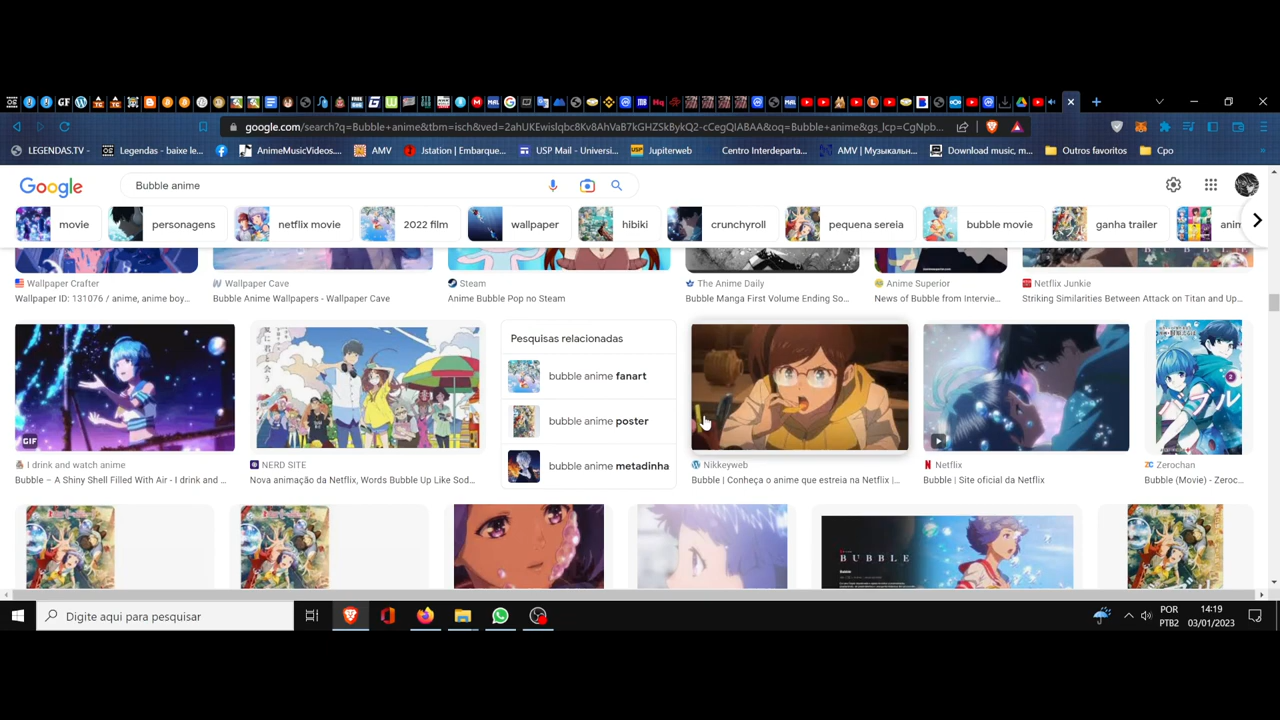 google.com/search?q=Bubble+anime&tbm=isch&ved=2ahUKEwislqbc8Kv8AhVaB7kGHZSkBykQ2-cCegQIABAA&oq=Bubble+anime&gs_lcp=CgNpb...
LEGENDAS.TV - Legendas - baixe le... AnimeMusicVideos.... AMV Jstation | Embarque... USP Mail - Universi... Jupiterweb Centro Interdeparta... AMV | Музыкальн... Download music, m... Outros favoritos Cpo
Google Bubble anime
movie personagens netflix movie 2022 film wallpaper hibiki crunchyroll pequena sereia bubble movie ganha trailer anim
Wallpaper Crafter Wallpaper Cave Steam The Anime Daily Anime Superior Netflix Junkie
Wallpaper ID: 131076 / anime, anime boy... Bubble Anime Wallpapers - Wallpaper Cave Anime Bubble Pop no Steam Bubble Manga First Volume Ending So... News of Bubble from Intervie... Striking Similarities Between Attack on Titan and Up...
Pesquisas relacionadas
bubble anime fanart
bubble anime poster
bubble anime metadinha
バブル
GIF
I drink and watch anime NERD SITE Nikkeyweb Netflix Zerochan
Bubble – A Shiny Shell Filled With Air - I drink and ... Nova animação da Netflix, Words Bubble Up Like Sod... Bubble | Conheça o anime que estreia na Netflix |... Bubble | Site oficial da Netflix Bubble (Movie) - Zeroc...
BUBBLE
Digite aqui para pesquisar
POR 14:19
PTB2 03/01/2023